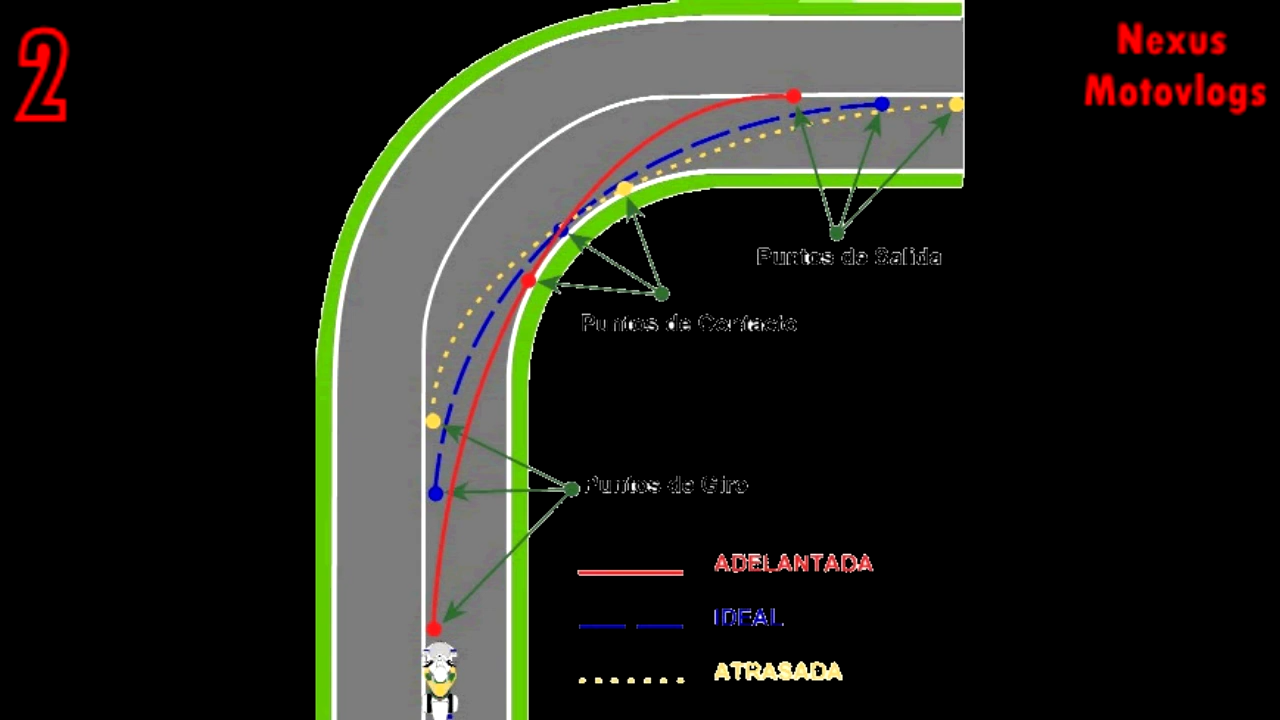 2
Nexus
Motovlogs
Puntos de Salida
Puntos de Contacto
Puntos de Giro
ADELANTADA
IDEAL
ATRASADA